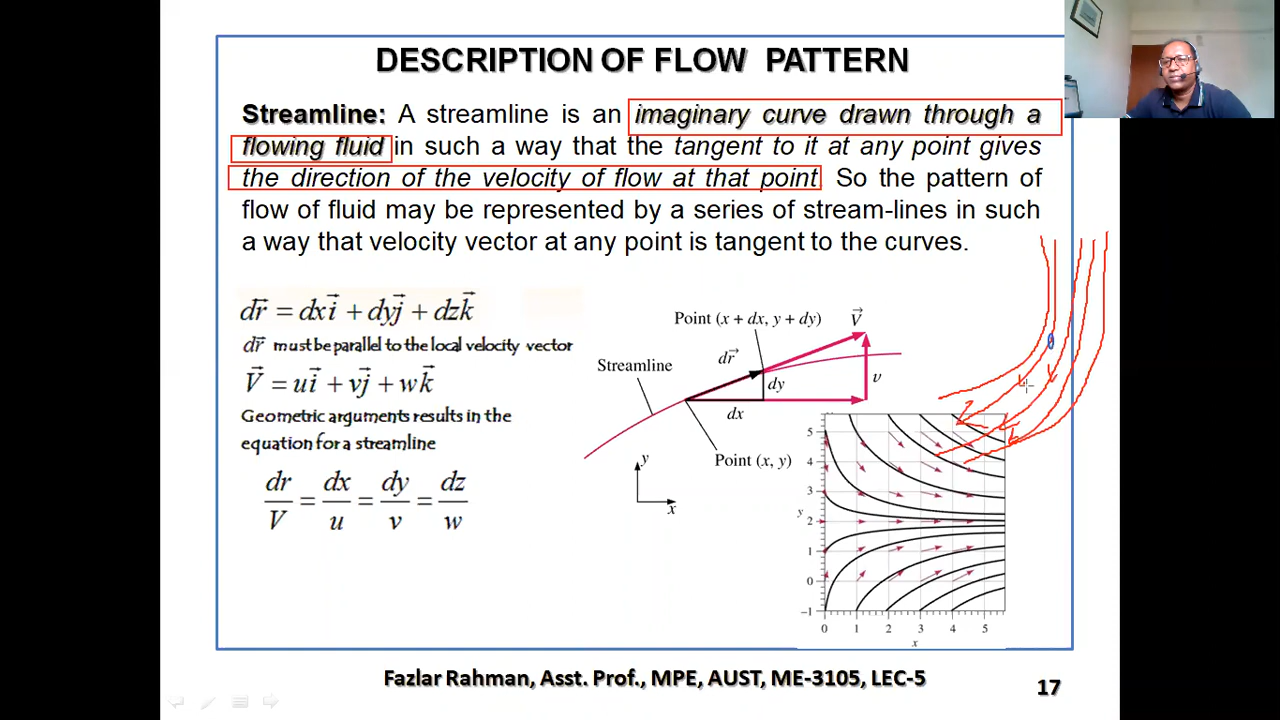 DESCRIPTION OF FLOW PATTERN
Streamline: A streamline is an imaginary curve drawn through a
flowing fluid in such a way that the tangent to it at any point gives
the direction of the velocity of flow at that point. So the pattern of
flow of fluid may be represented by a series of stream-lines in such
a way that velocity vector at any point is tangent to the curves.
dr⃗ = dxi⃗ + dyj⃗ + dzk⃗
dr⃗ must be parallel to the local velocity vector
V⃗ = ui⃗ + vj⃗ + wk⃗
Geometric arguments results in the
equation for a streamline
dr/V = dx/u = dy/v = dz/w
Point (x + dx, y + dy)
V⃗
dr⃗
Streamline
dy
v
dx
Point (x, y)
y
x
5
4
3
y
2
1
0
−1
0 1 2 3 4 5
x
Fazlar Rahman, Asst. Prof., MPE, AUST, ME-3105, LEC-5
17